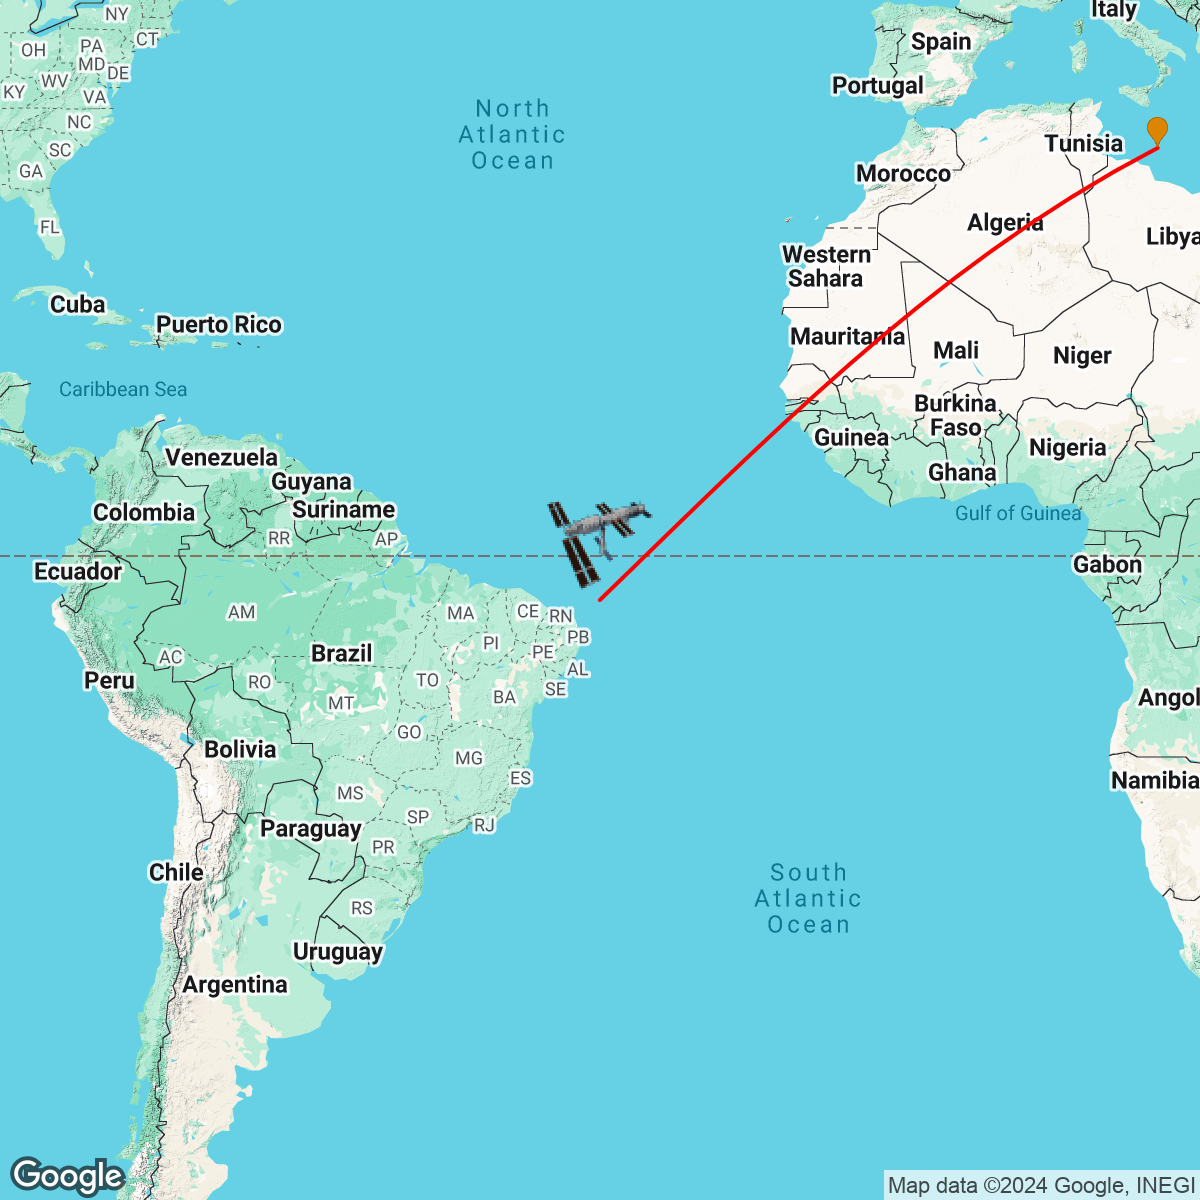 NY
Italy
CT
Spain
OH
PA
MD
DE
WV
Portugal
KY
VA
North
Atlantic
Ocean
NC
SC
Tunisia
GA
Morocco
FL
Algeria
Libya
Western
Sahara
Cuba
Puerto Rico
Mauritania
Mali
Niger
Caribbean Sea
Burkina
Faso
Guinea
Nigeria
Venezuela
Ghana
Guyana
Suriname
Colombia
Gulf of Guinea
RR
AP
Ecuador
Gabon
AM
MA
CE
RN
PB
PI
PE
Brazil
AC
AL
Peru
RO
TO
SE
MT
BA
Angol
GO
Bolivia
MG
ES
Namibia
MS
SP
RJ
Paraguay
PR
Chile
South
Atlantic
Ocean
RS
Uruguay
Argentina
Google
Map data ©2024 Google, INEGI